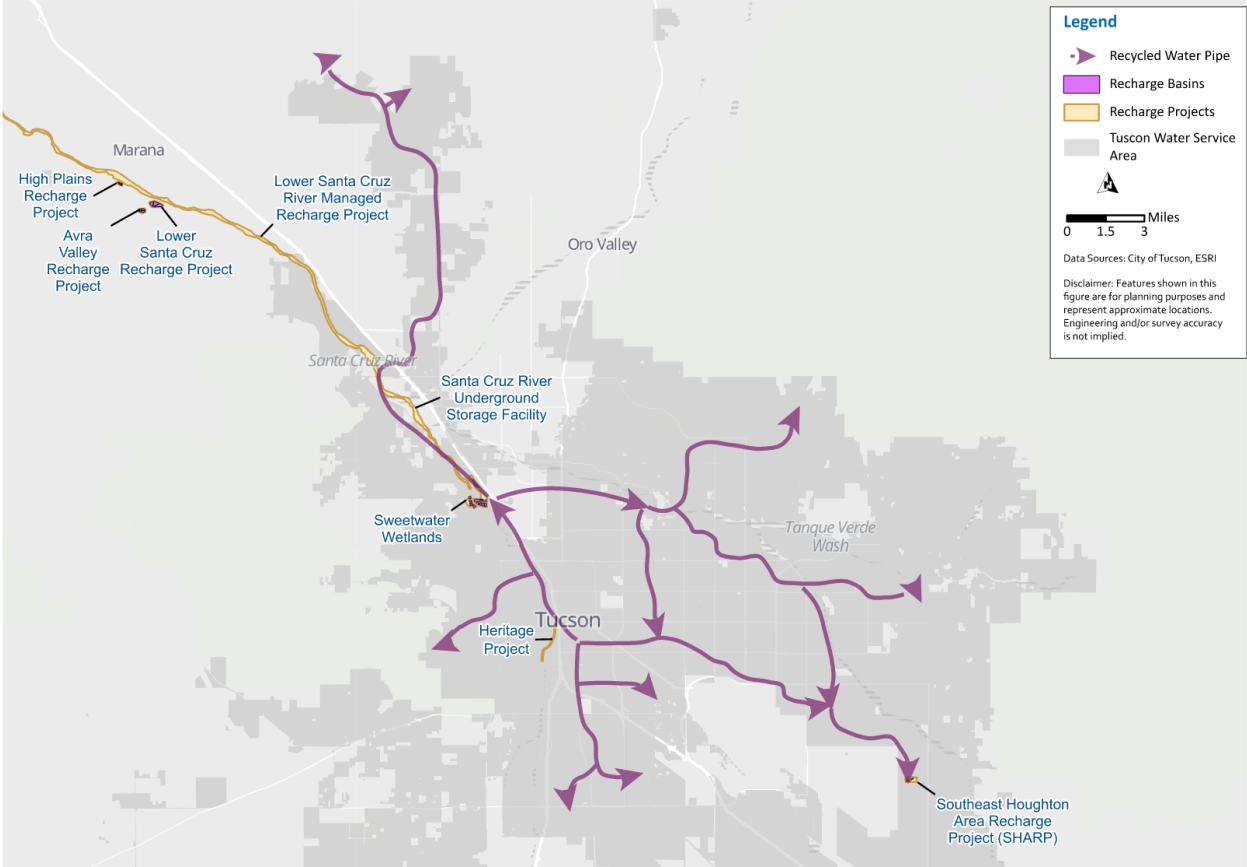 Legend
Recycled Water Pipe
Recharge Basins
Recharge Projects
Tuscon Water Service
Area
Miles
0 1.5 3
Data Sources: City of Tucson, ESRI
Disclaimer: Features shown in this
figure are for planning purposes and
represent approximate locations.
Engineering and/or survey accuracy
is not implied.
Marana
High Plains
Recharge
Project
Avra
Valley
Recharge
Project
Lower
Santa Cruz
Recharge Project
Lower Santa Cruz
River Managed
Recharge Project
Oro Valley
Santa Cruz River
Santa Cruz River
Underground
Storage Facility
Sweetwater
Wetlands
Tanque Verde
Wash
Tucson
Heritage
Project
Southeast Houghton
Area Recharge
Project (SHARP)